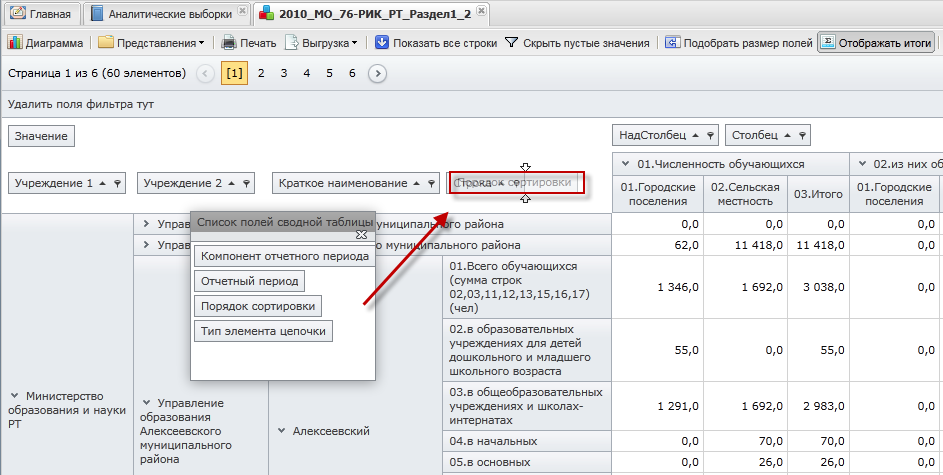 Главная Аналитические выборки 2010_МО_76-РИК_РТ_Раздел1_2
Диаграмма Представления Печать Выгрузка Показать все строки Скрыть пустые значения Подобрать размер полей Отображать итоги
Страница 1 из 6 (60 элементов) [1] 2 3 4 5 6
Удалить поля фильтра тут
Значение НадСтолбец Столбец
Учреждение 1 Учреждение 2 Краткое наименование Порядок сортировки
01.Численность обучающихся 02.из них об
01.Городские поселения 02.Сельская местность 03.Итого 01.Городские поселения
муниципального района 0,0 0,0 0,0 0,0
муниципального района 62,0 11 418,0 11 418,0 0,0
Список полей сводной таблицы
Компонент отчетного периода
Отчетный период
Порядок сортировки
Тип элемента цепочки
Министерство
образования и науки
РТ
Управление
образования
Алексеевского
муниципального
района
Алексеевский
01.Всего обучающихся
(сумма строк
02,03,11,12,13,15,16,17)
(чел)
1 346,0 1 692,0 3 038,0 0,0
02.в образовательных
учреждениях для детей
дошкольного и младшего
школьного возраста
55,0 0,0 55,0 0,0
03.в общеобразовательных
учреждениях и школах-
интернатах
1 291,0 1 692,0 2 983,0 0,0
04.в начальных 0,0 70,0 70,0 0,0
05.в основных 0,0 26,0 26,0 0,0